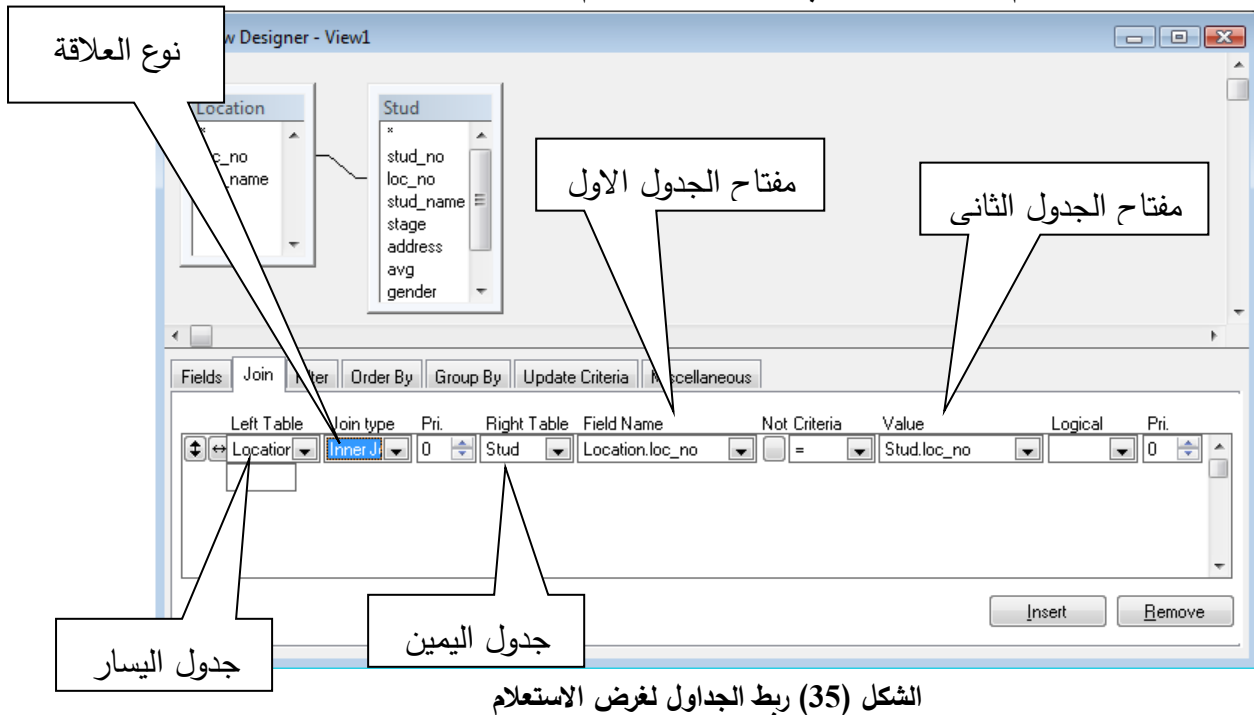 نوع العلاقة
w Designer - View1
Location
*
c_no
_name
Stud
*
stud_no
loc_no
stud_name
stage
address
avg
gender
مفتاح الجدول الاول
مفتاح الجدول الثانى
Fields Join ter Order By Group By Update Criteria M scellaneous
Left Table Join type Pri. Right Table Field Name Not Criteria Value Logical Pri.
Location Inner J 0 Stud Location.loc_no = Stud.loc_no 0
Insert Remove
جدول اليمين
جدول اليسار
الشكل (35) ربط الجداول لغرض الاستعلام